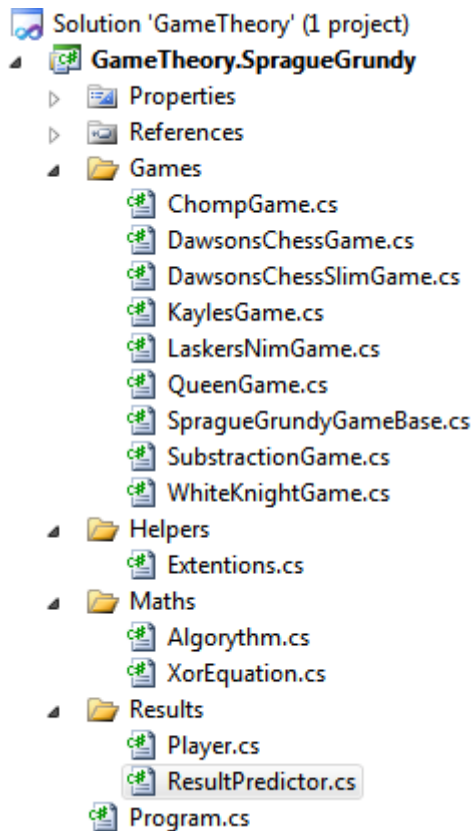 Solution 'GameTheory' (1 project)
GameTheory.SpragueGrundy
Properties
References
Games
ChompGame.cs
DawsonsChessGame.cs
DawsonsChessSlimGame.cs
KaylesGame.cs
LaskersNimGame.cs
QueenGame.cs
SpragueGrundyGameBase.cs
SubstractionGame.cs
WhiteKnightGame.cs
Helpers
Extentions.cs
Maths
Algorythm.cs
XorEquation.cs
Results
Player.cs
ResultPredictor.cs
Program.cs